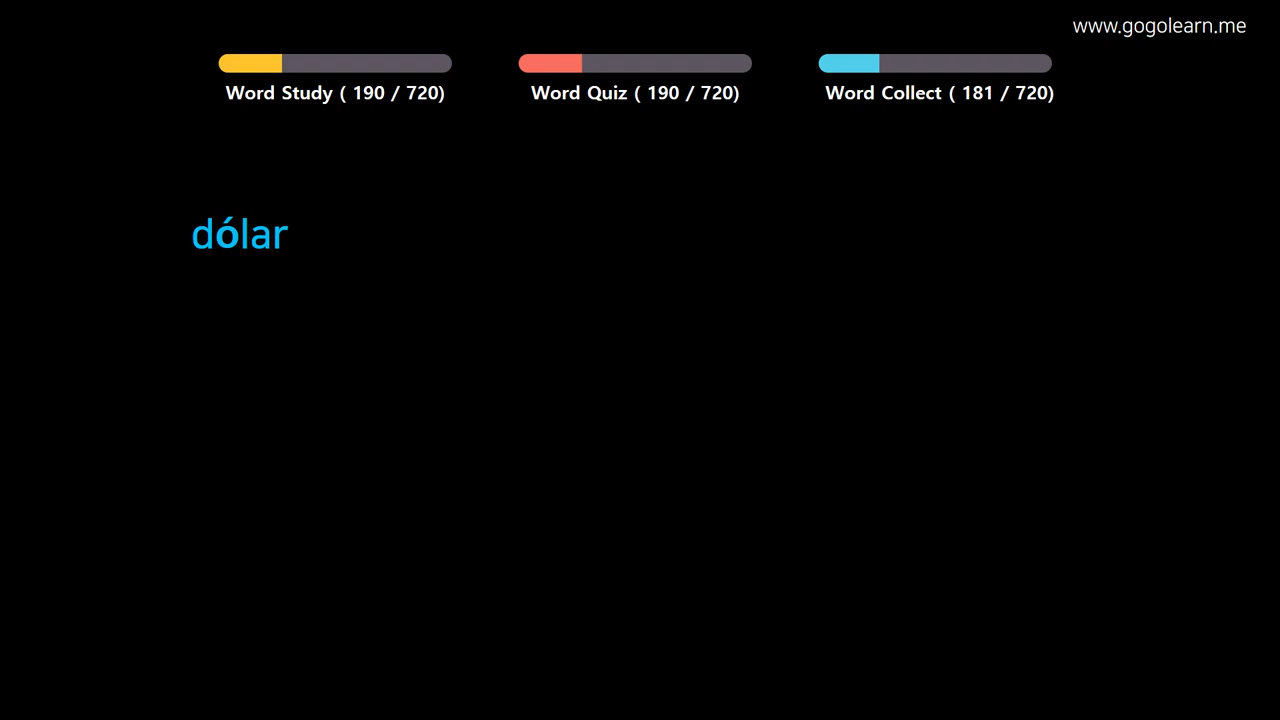 www.gogolearn.me
Word Study ( 190 / 720)
Word Quiz ( 190 / 720)
Word Collect ( 181 / 720)
dólar